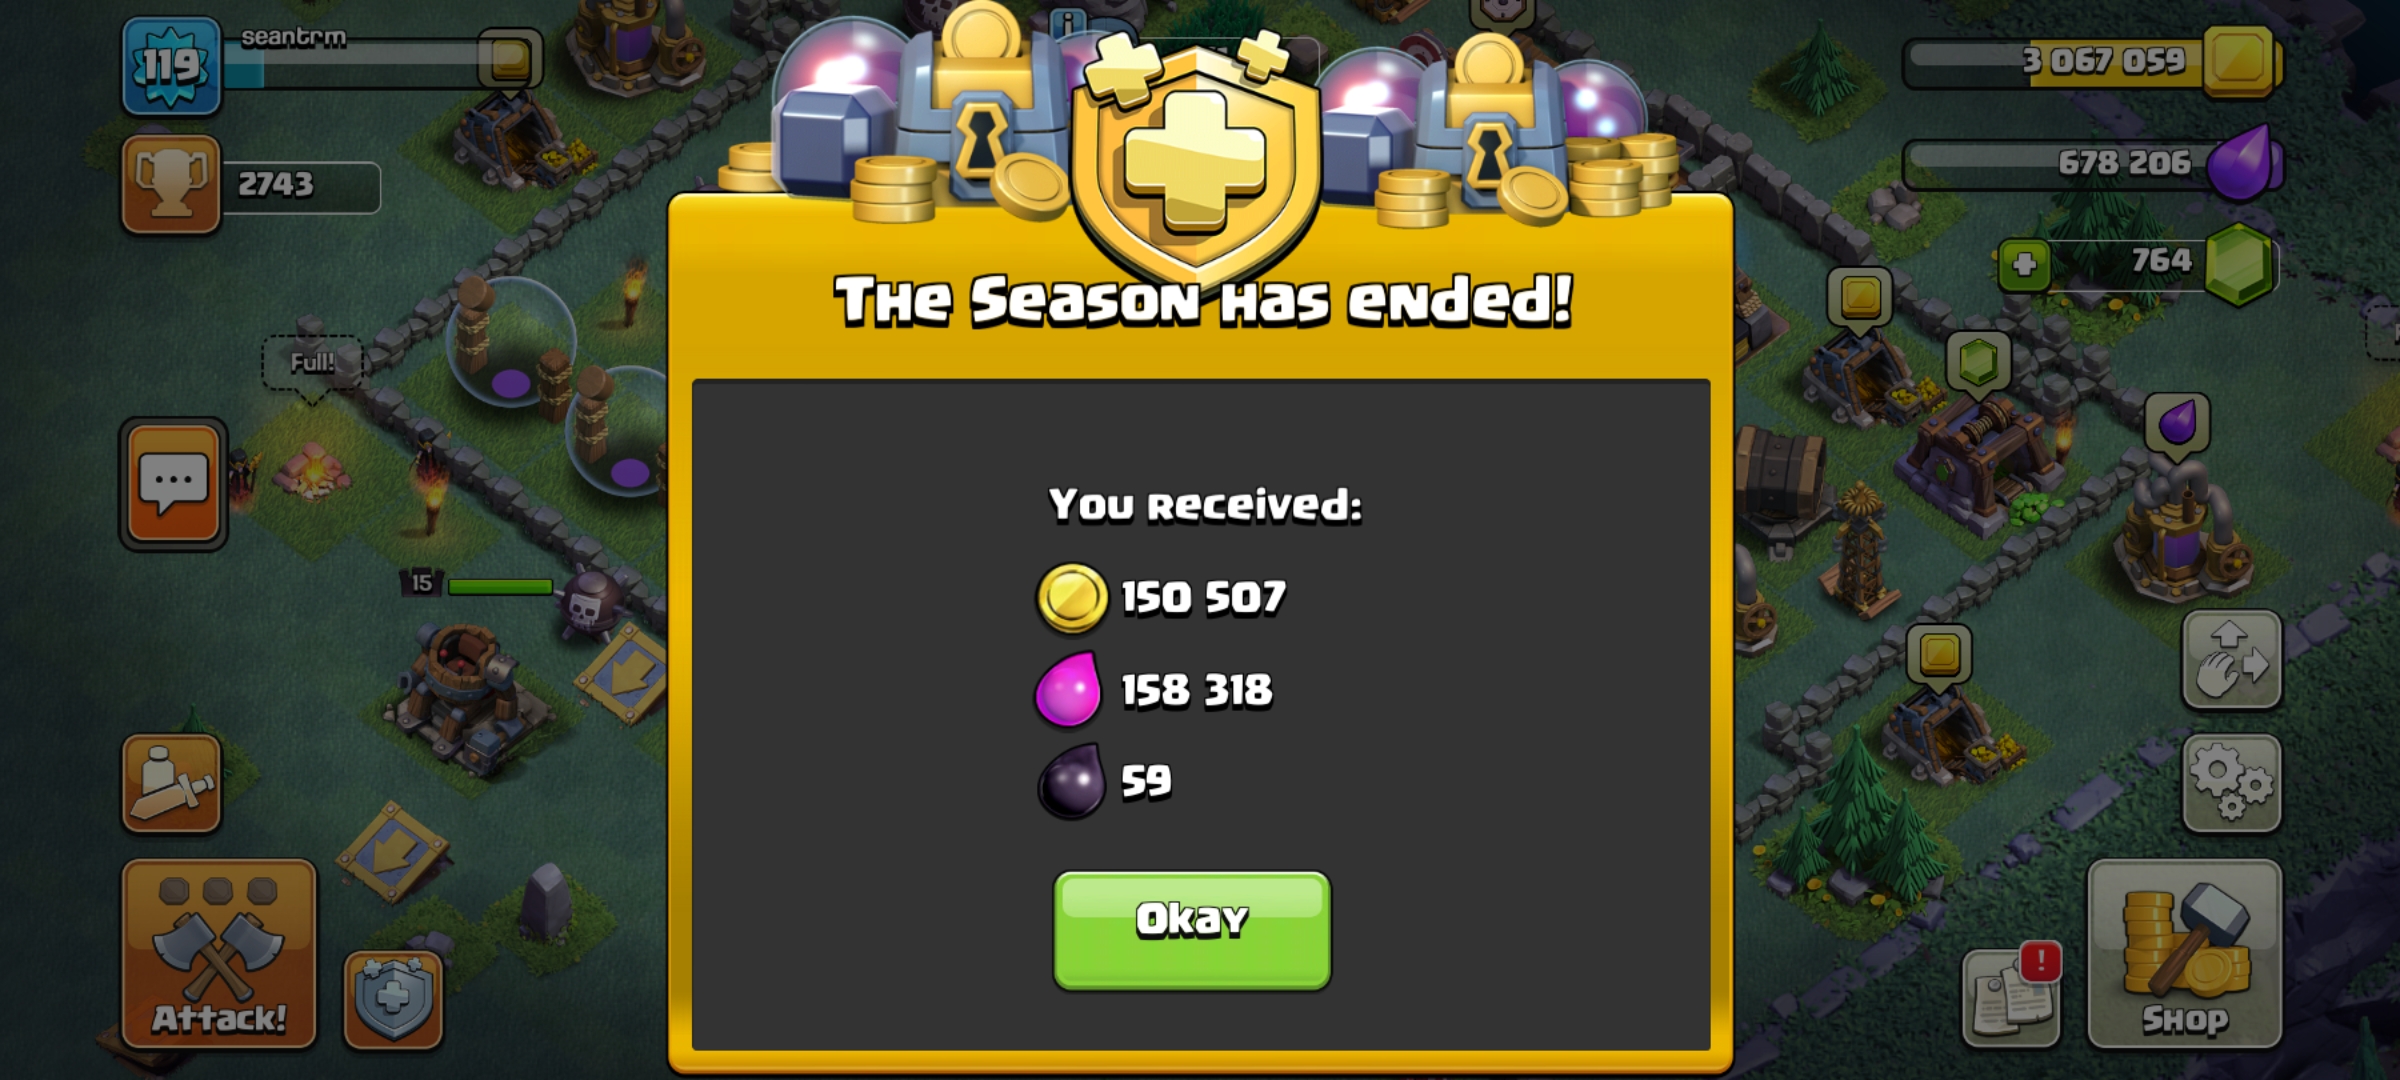 119
seantrm
2743
3 067 059
678 206
764
Full!
15
The Season has ended!
You received:
150 507
158 318
59
Okay
Attack!
!
Shop